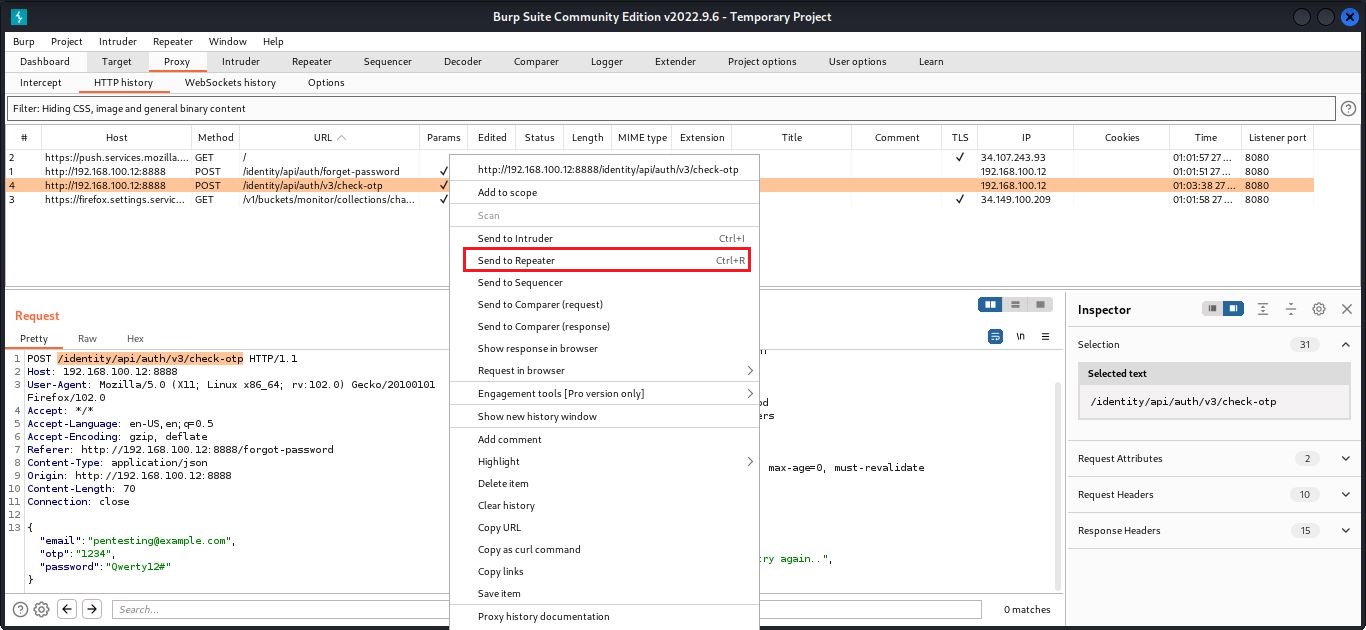 Burp Suite Community Edition v2022.9.6 - Temporary Project
Burp Project Intruder Repeater Window Help
Dashboard Target Proxy Intruder Repeater Sequencer Decoder Comparer Logger Extender Project options User options Learn
Intercept HTTP history WebSockets history Options
Filter: Hiding CSS, image and general binary content
# Host Method URL Params Edited Status Length MIME type Extension Title Comment TLS IP Cookies Time Listener port
2 https://push.services.mozilla.... GET / ✓ 34.107.243.93 01:01:57 27 ... 8080
1 http://192.168.100.12:8888 POST /identity/api/auth/forget-password ✓ 192.168.100.12 01:01:51 27 ... 8080
4 http://192.168.100.12:8888 POST /identity/api/auth/v3/check-otp ✓ 192.168.100.12 01:03:38 27 ... 8080
3 https://firefox.settings.servic... GET /v1/buckets/monitor/collections/cha... ✓ ✓ 34.149.100.209 01:01:58 27 ... 8080
http://192.168.100.12:8888/identity/api/auth/v3/check-otp
Add to scope
Scan
Send to Intruder Ctrl+I
Send to Repeater Ctrl+R
Send to Sequencer
Send to Comparer (request)
Send to Comparer (response)
Show response in browser
Request in browser
Engagement tools [Pro version only]
Show new history window
Add comment
Highlight
Delete item
Clear history
Copy URL
Copy as curl command
Copy links
Save item
Proxy history documentation
Request
Pretty Raw Hex
1 POST /identity/api/auth/v3/check-otp HTTP/1.1
2 Host: 192.168.100.12:8888
3 User-Agent: Mozilla/5.0 (X11; Linux x86_64; rv:102.0) Gecko/20100101
Firefox/102.0
4 Accept: */*
5 Accept-Language: en-US,en;q=0.5
6 Accept-Encoding: gzip, deflate
7 Referer: http://192.168.100.12:8888/forgot-password
8 Content-Type: application/json
9 Origin: http://192.168.100.12:8888
10 Content-Length: 70
11 Connection: close
12
13 {
"email":"pentesting@example.com",
"otp":"1234",
"password":"Qwerty12#"
}
\n
max-age=0, must-revalidate
try again..",
Search...
0 matches
Inspector
Selection 31
Selected text
/identity/api/auth/v3/check-otp
Request Attributes 2
Request Headers 10
Response Headers 15